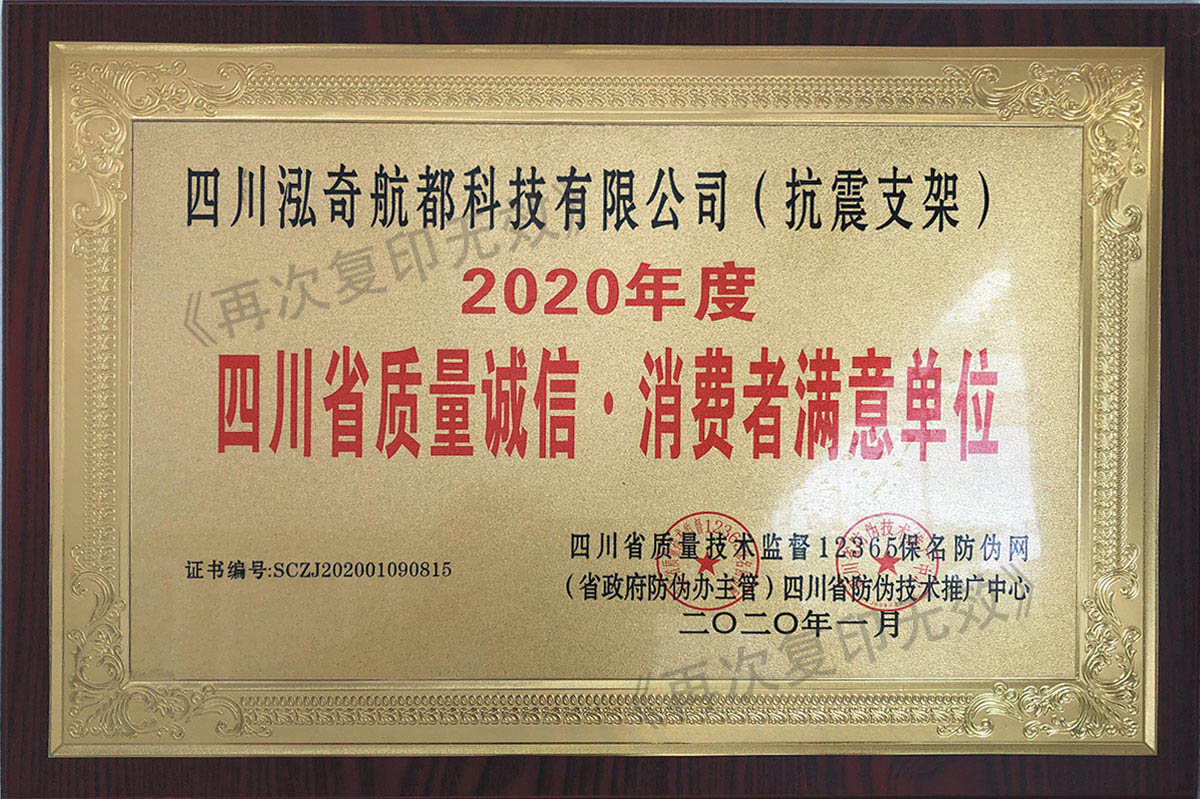 四川泓奇航都科技有限公司（抗震支架）
2020年度
四川省质量诚信·消费者满意单位
证书编号:SCZJ202001090815
四川省质量技术监督12365保名防伪网
（省政府防伪办主管）四川省防伪技术推广中心
二〇二〇年一月
《再次复印无效》
《再次复印无效》